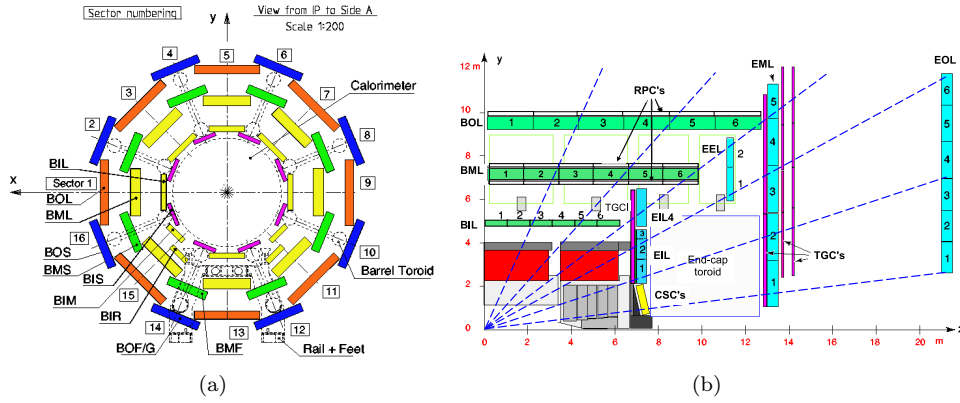 Sector numbering
y
View from IP to Side A
Scale 1:200
4
5
6
3
7
Calorimeter
2
8
BIL
x
Sector 1
9
BOL
BML
16
10
BOS
Barrel Toroid
BMS
BIS
15
11
BIM
BIR
14
13
12
BOF/G
BMF
Rail + Feet
(a)
y
12 m
EML
EOL
RPC's
10
BOL
1 2 3 4 5 6
5
6
EEL
2
8
4
5
BML
1 2 3 4 5 6
1
4
6
TGCI
3
3
BIL
1 2 3 4 5 6
EIL4
4
3
2
2
EIL
End-cap
toroid
2
TGC's
1
1
2
CSC's
1
0
0 2 4 6 8 10 12 14 16 18 20 m
z
(b)